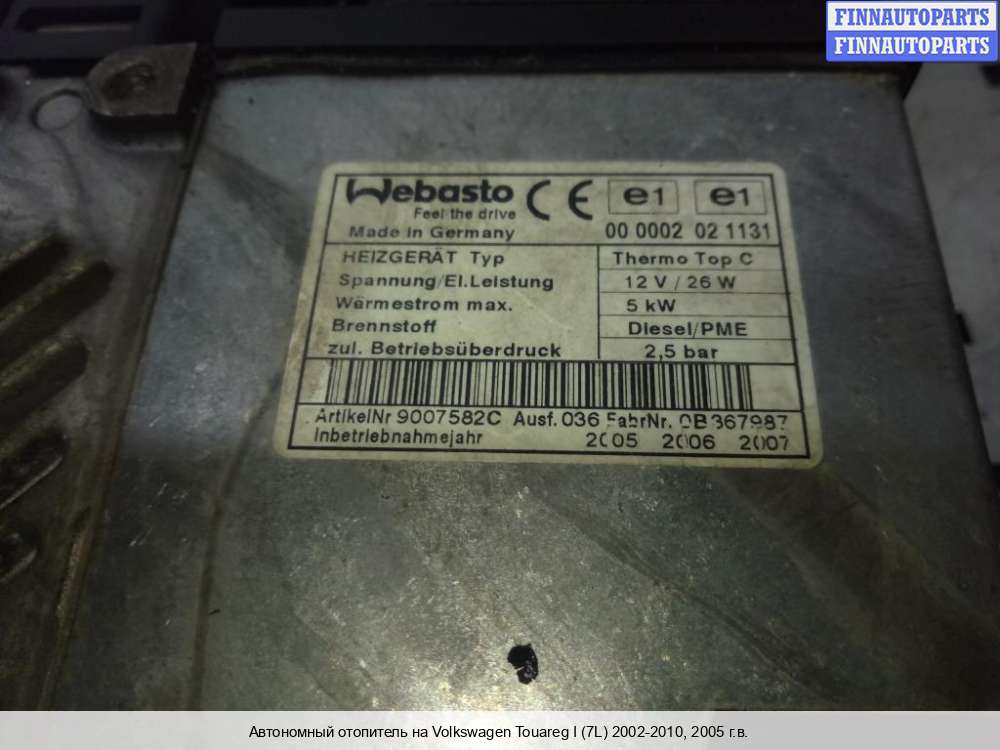 FINNAUTOPARTS
FINNAUTOPARTS
Webasto CE e1 e1
Feel the drive
Made in Germany 00 0002 02 1131
HEIZGERÄT Typ Thermo Top C
Spannung/El.Leistung 12 V / 26 W
Wärmestrom max. 5 kW
Brennstoff Diesel/PME
zul. Betriebsüberdruck 2,5 bar
ArtikelNr 9007582C Ausf. 036 FabrNr. 0B367987
Inbetriebnahmejahr 2005 2006 2007
Автономный отопитель на Volkswagen Touareg I (7L) 2002-2010, 2005 г.в.